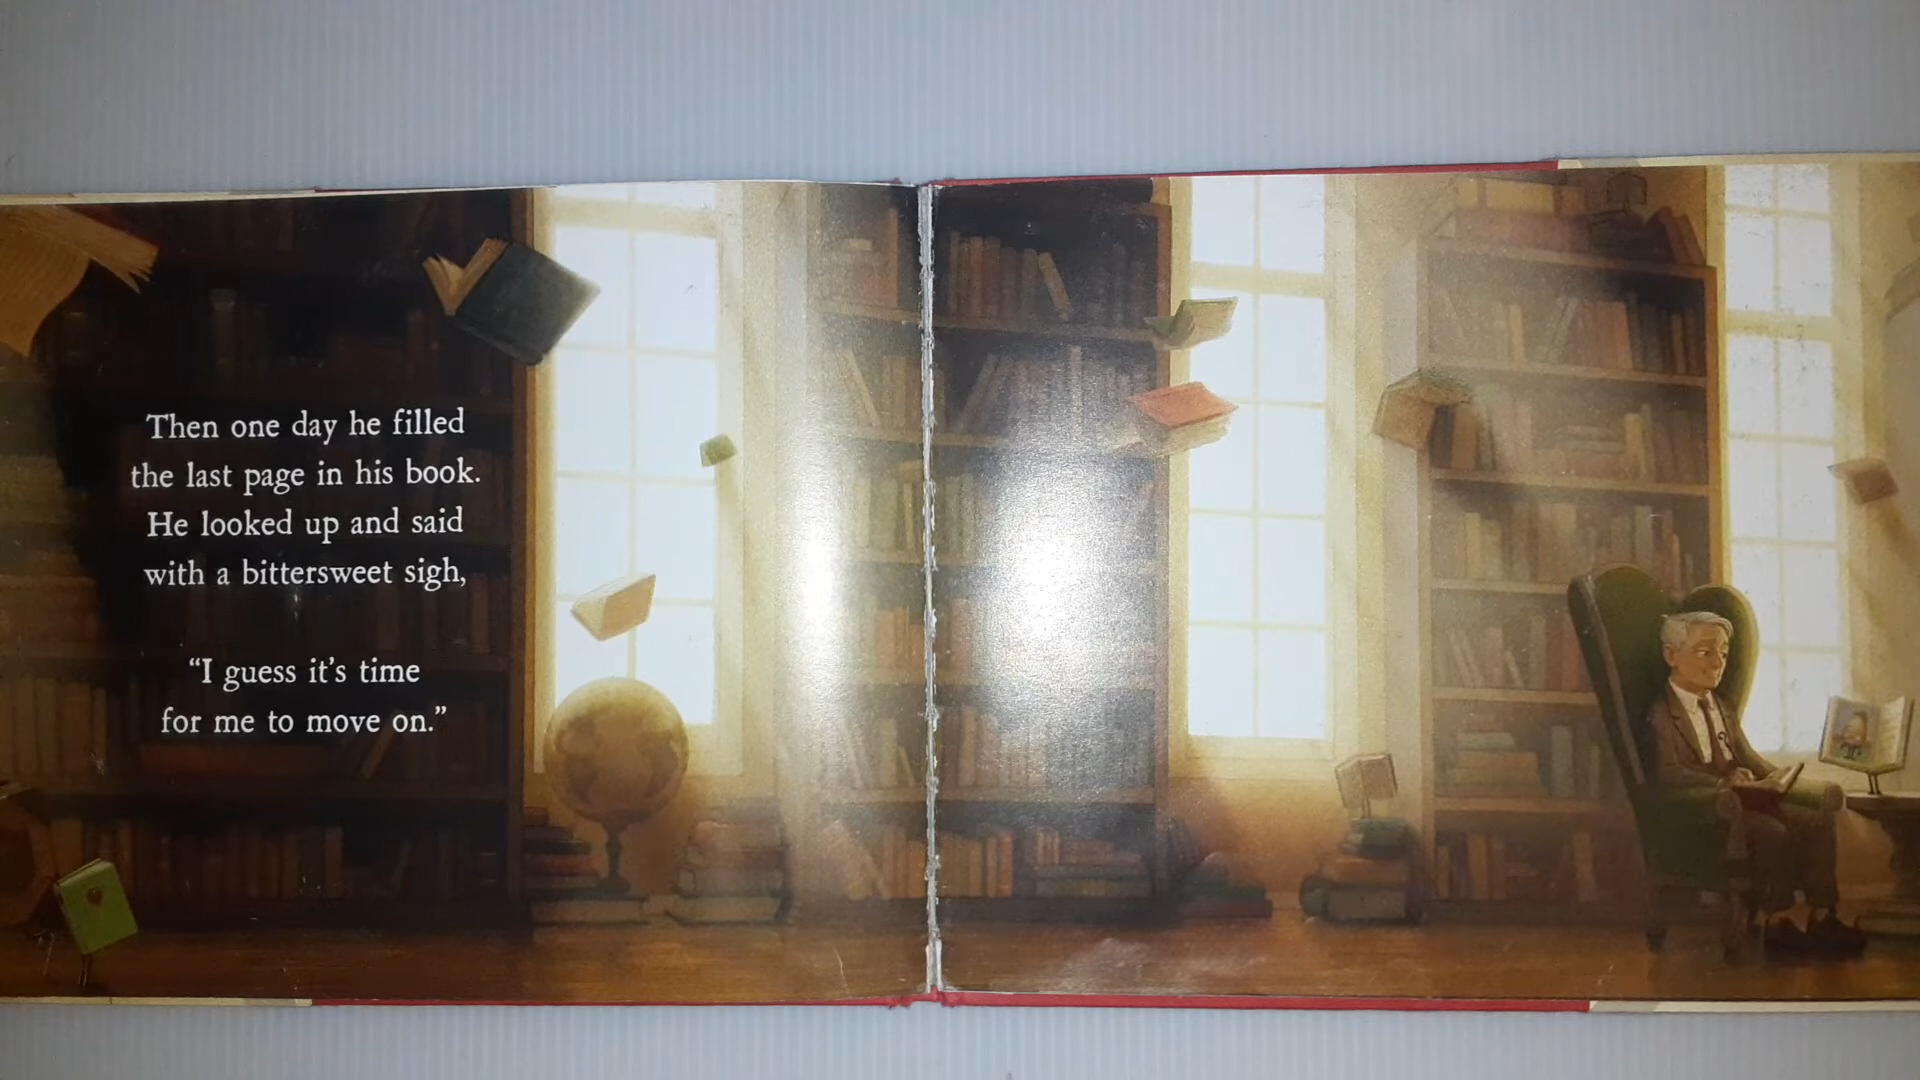 Then one day he filled
the last page in his book.
He looked up and said
with a bittersweet sigh,
“I guess it’s time
for me to move on.”